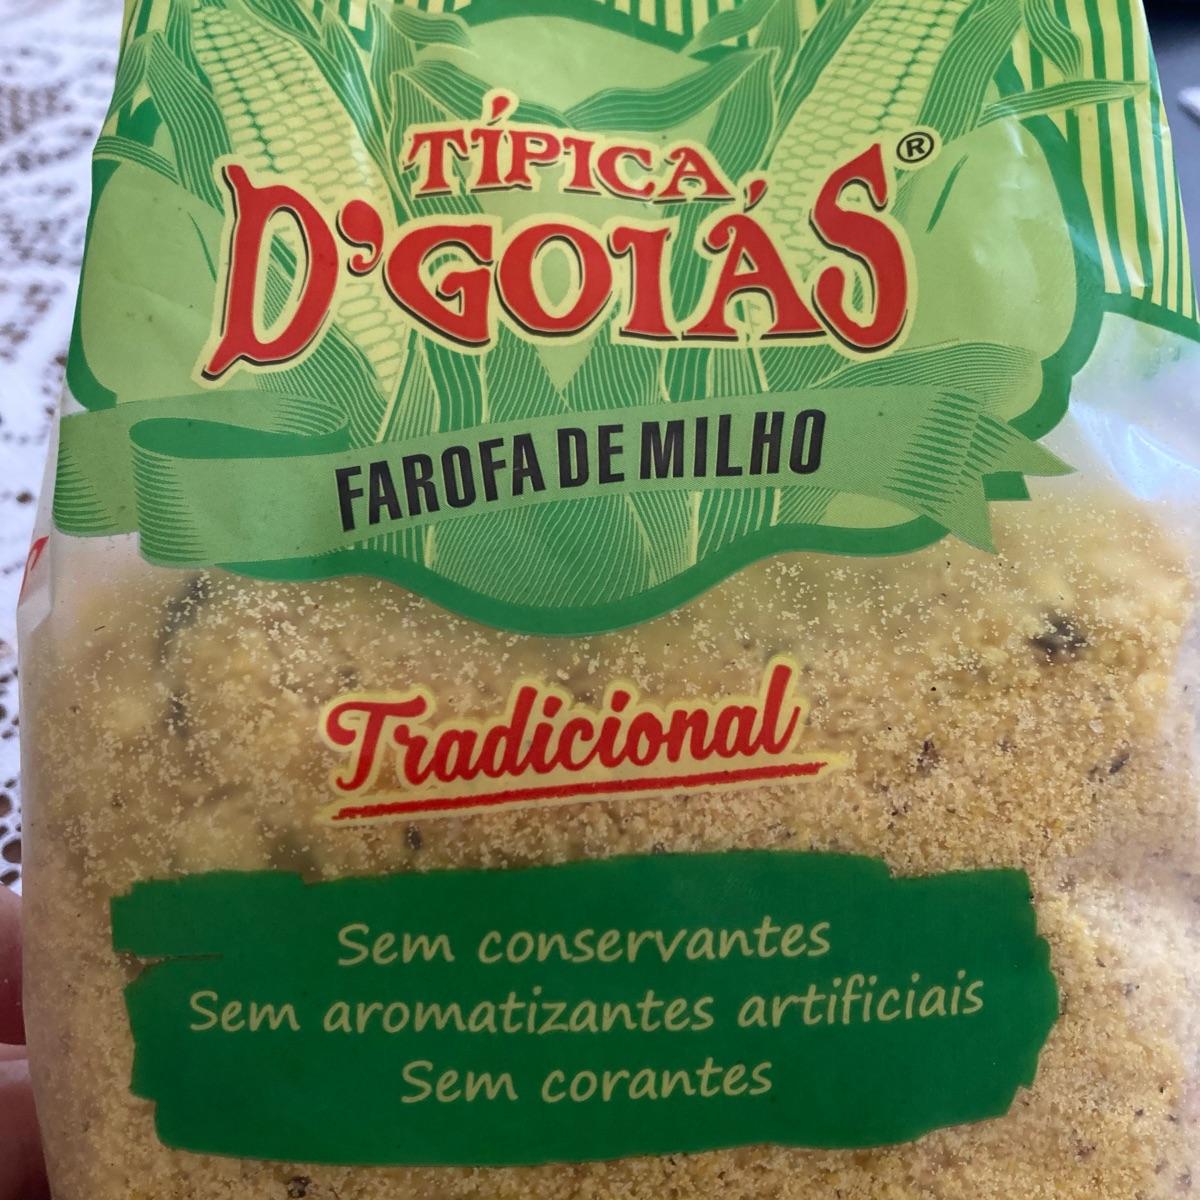 TÍPICA
D'GOIÁS®
FAROFA DE MILHO
Tradicional
Sem conservantes
Sem aromatizantes artificiais
Sem corantes